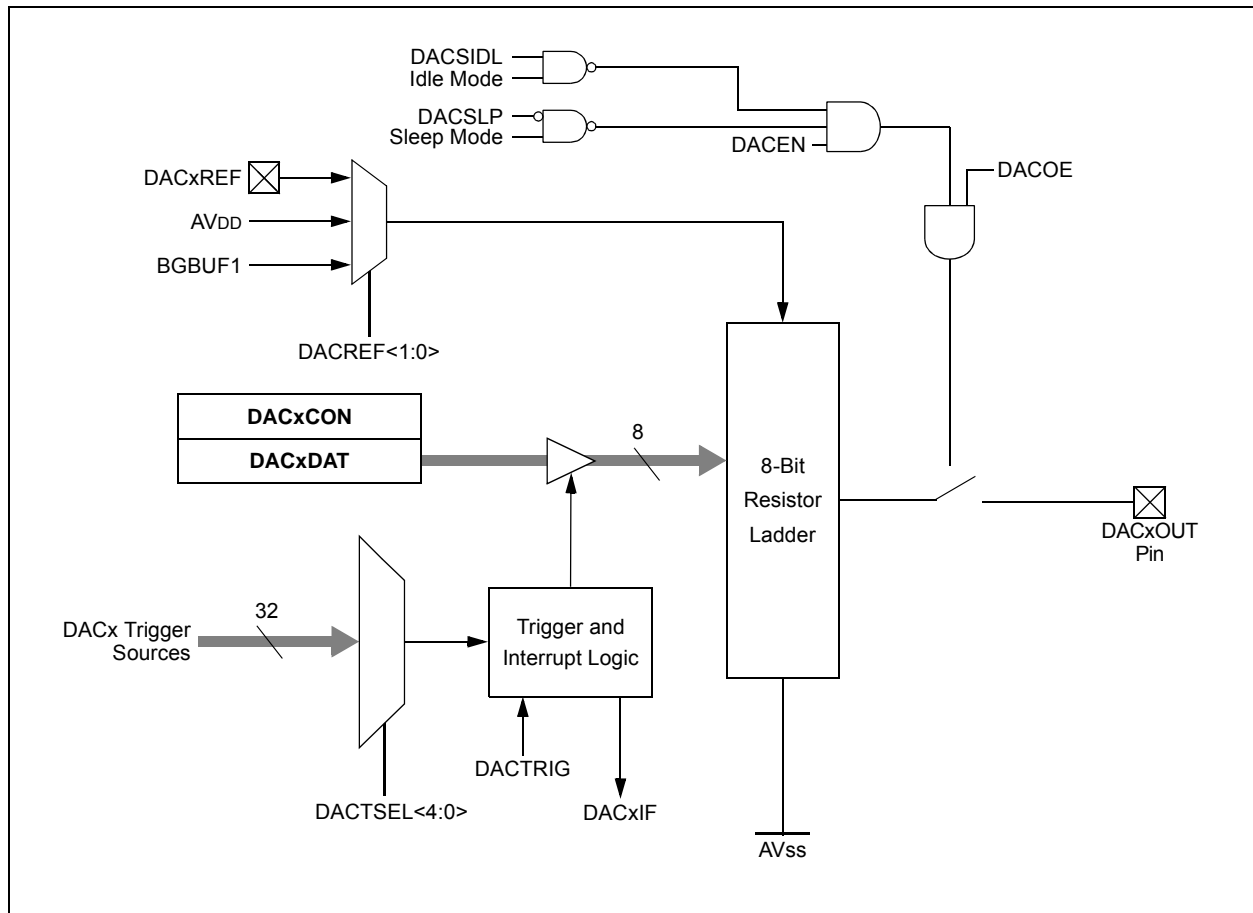 DACSIDL
Idle Mode
DACSLP
Sleep Mode
DACEN
DACxREF
DACOE
AVDD
BGBUF1
DACREF<1:0>
DACxCON
DACxDAT
8
8-Bit
Resistor
Ladder
DACxOUT
Pin
32
DACx Trigger
Sources
Trigger and
Interrupt Logic
DACTRIG
DACTSEL<4:0>
DACxIF
AVss